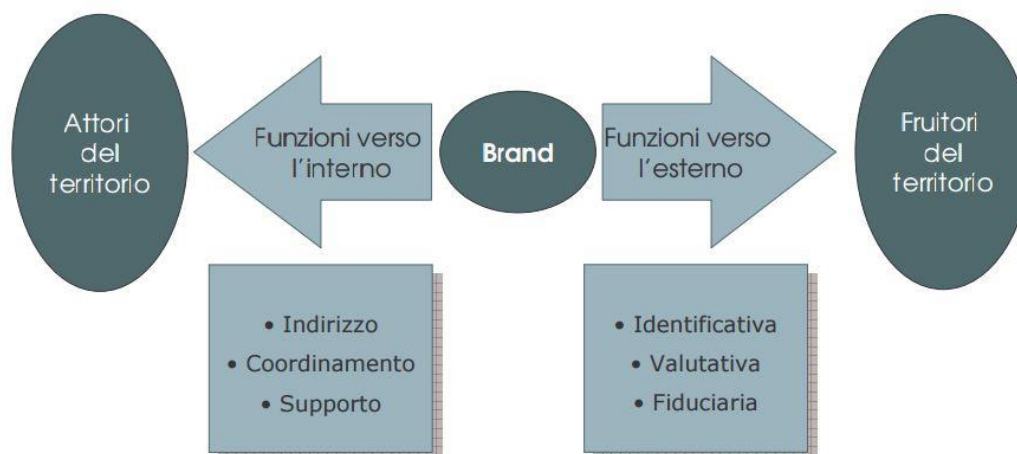 Attori
del
territorio
Funzioni verso
l'interno
Brand
Funzioni verso
l'esterno
Fruitori
del
territorio
• Indirizzo
• Coordinamento
• Supporto
• Identificativa
• Valutativa
• Fiduciaria